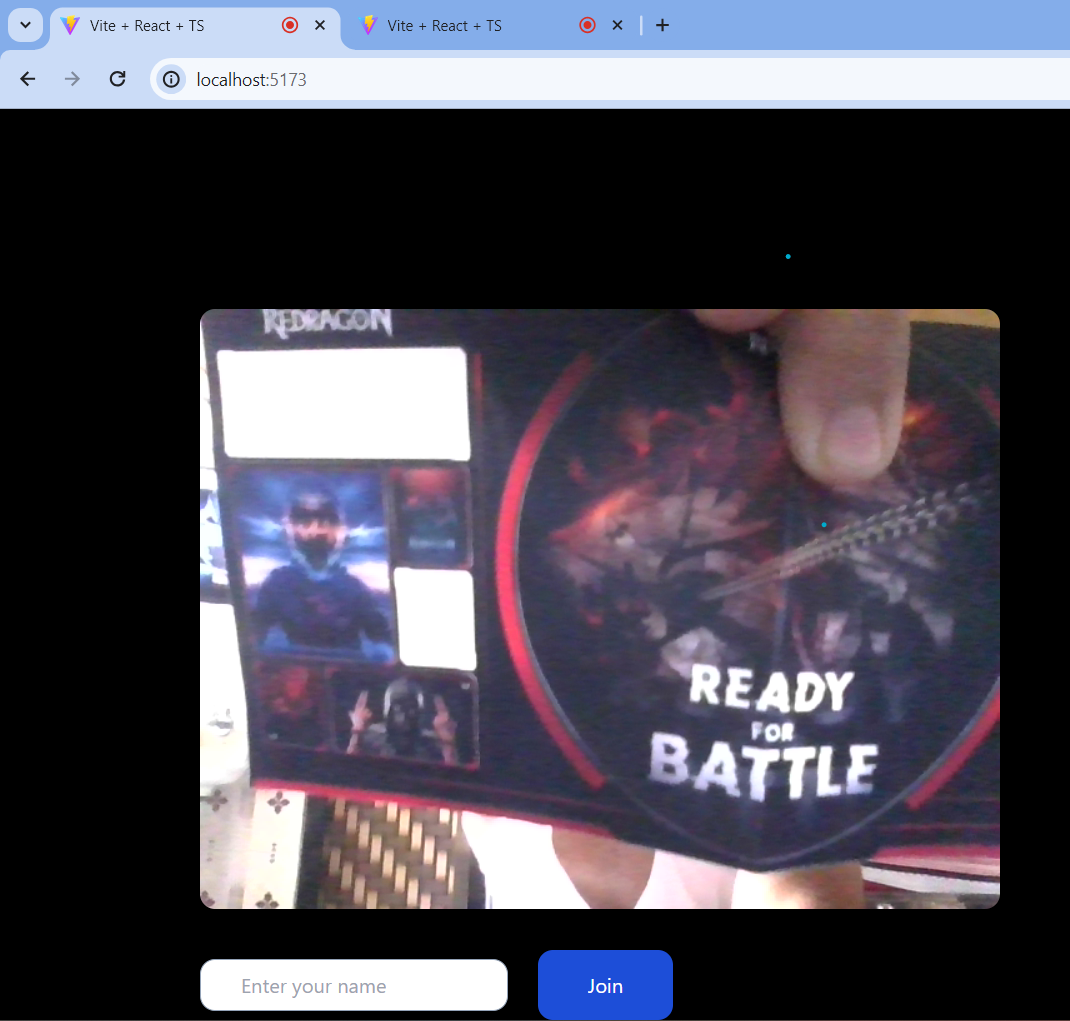 Vite + React + TS
Vite + React + TS
localhost:5173
REDRAGON
READY
FOR
BATTLE
Enter your name
Join